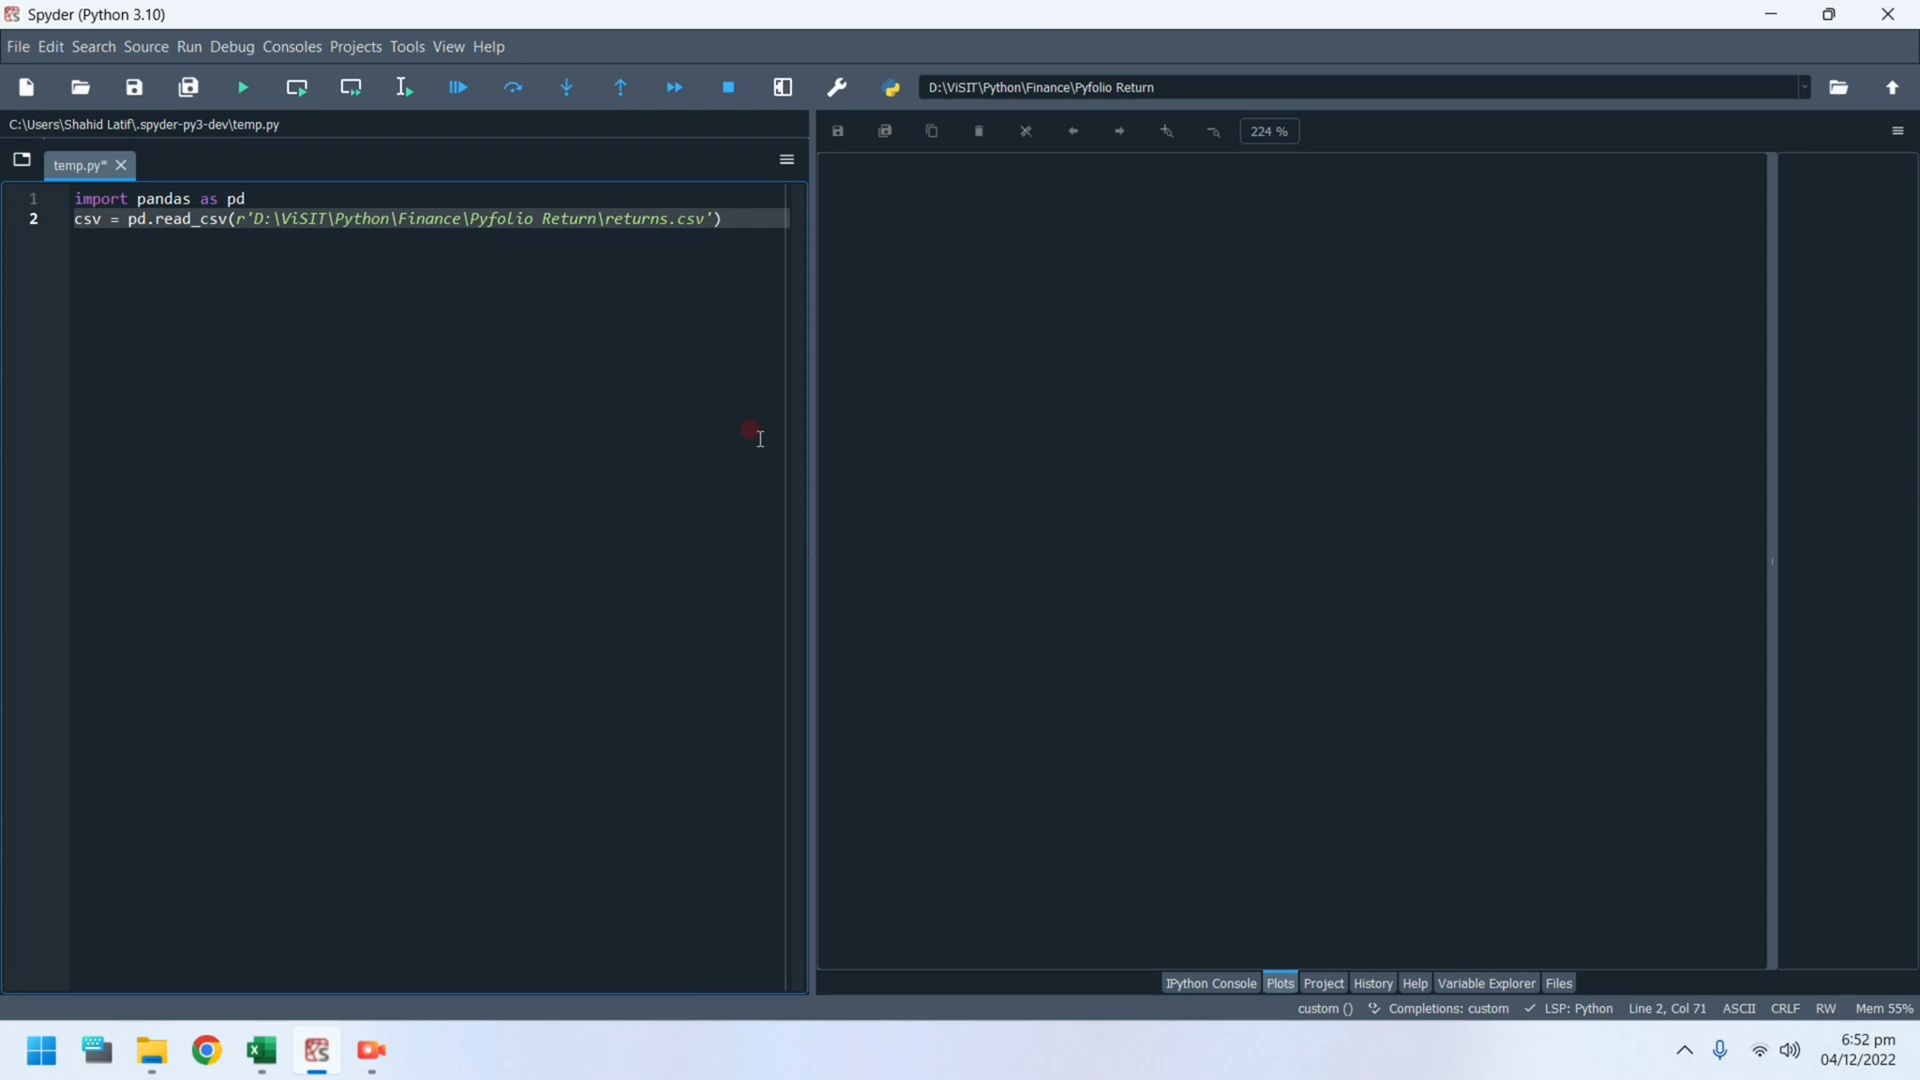 Spyder (Python 3.10)
File Edit Search Source Run Debug Consoles Projects Tools View Help
D:\ViSIT\Python\Finance\Pyfolio Return
C:\Users\Shahid Latif\.spyder-py3-dev\temp.py
224 %
temp.py*
1 import pandas as pd
2 csv = pd.read_csv(r'D:\ViSIT\Python\Finance\Pyfolio Return\returns.csv')
IPython Console Plots Project History Help Variable Explorer Files
custom () Completions: custom LSP: Python Line 2, Col 71 ASCII CRLF RW Mem 55%
6:52 pm
04/12/2022